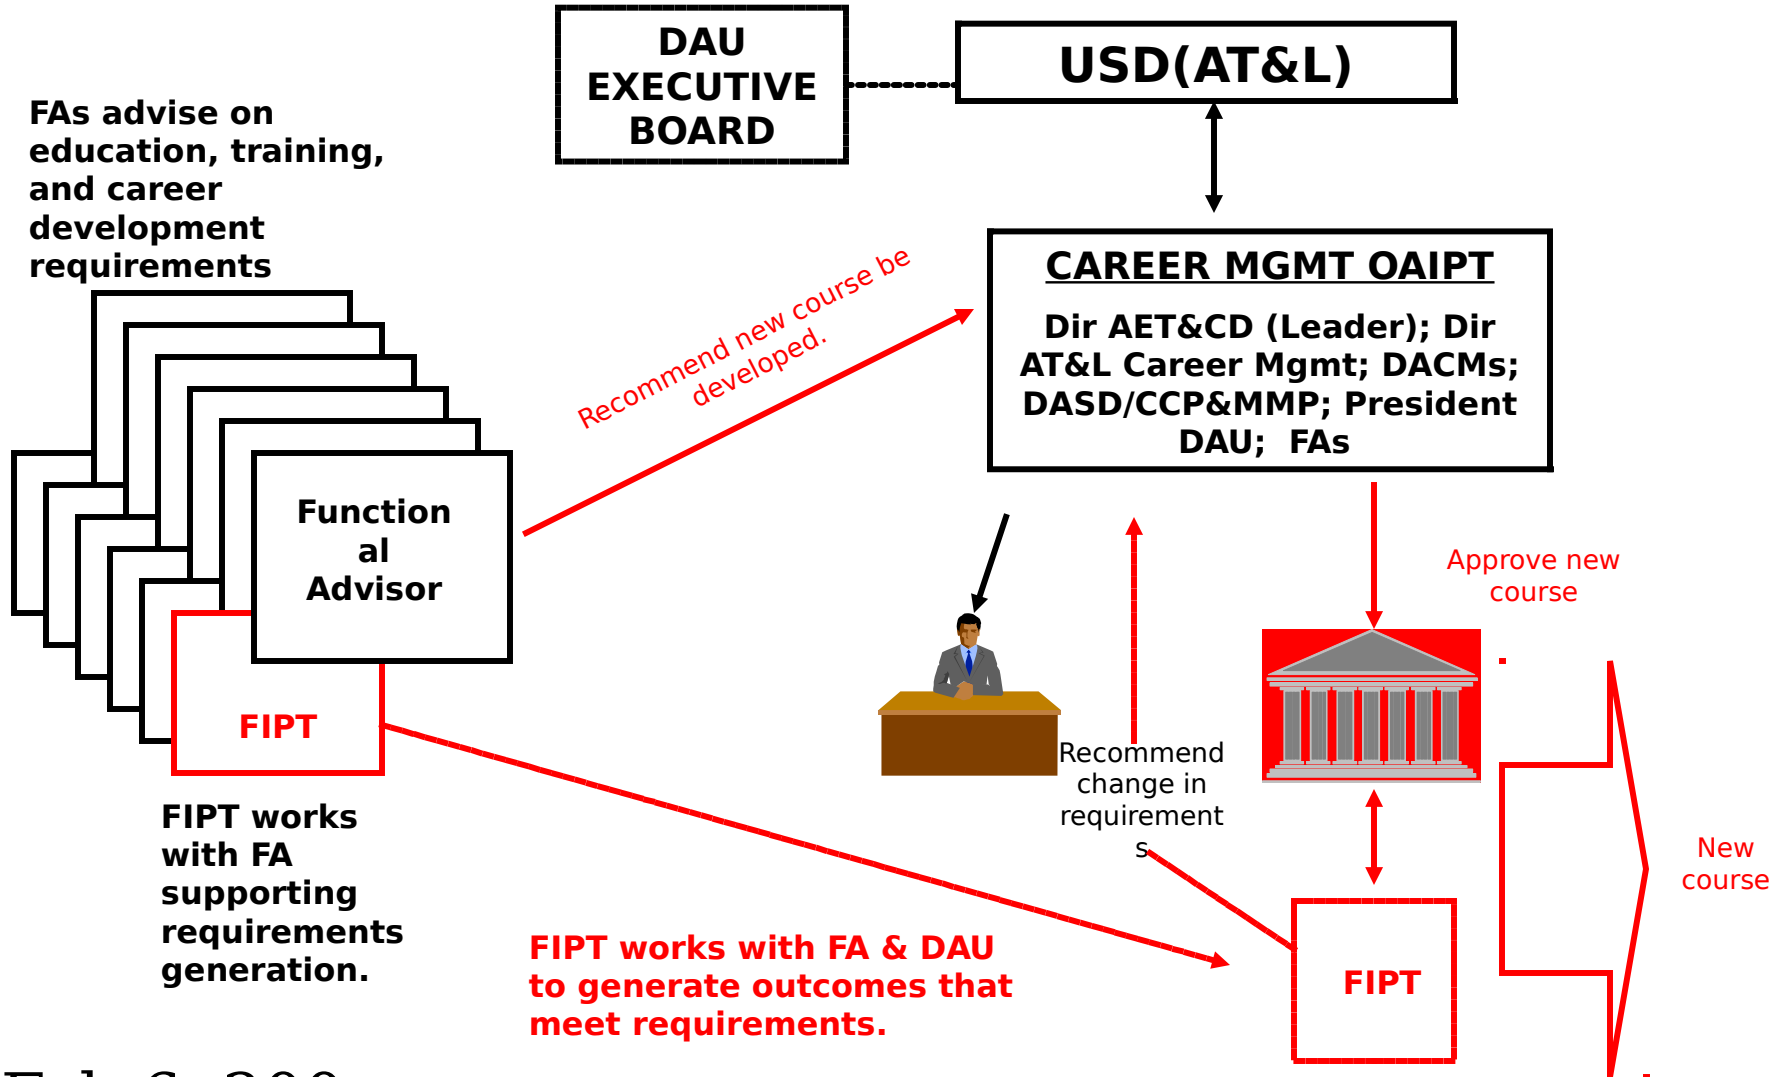 DAU
EXECUTIVE
BOARD
USD(AT&L)
FAs advise on
education, training,
and career
development
requirements
CAREER MGMT OAIPT
Dir AET&CD (Leader); Dir
AT&L Career Mgmt; DACMs;
DASD/CCP&MMP; President
DAU;  FAs
Recommend new course be
developed.
Function
al
Advisor
Approve new
course
FIPT
Recommend
change in
requirement
s
FIPT works
with FA
supporting
requirements
generation.
New
course
FIPT works with FA & DAU
to generate outcomes that
meet requirements.
FIPT